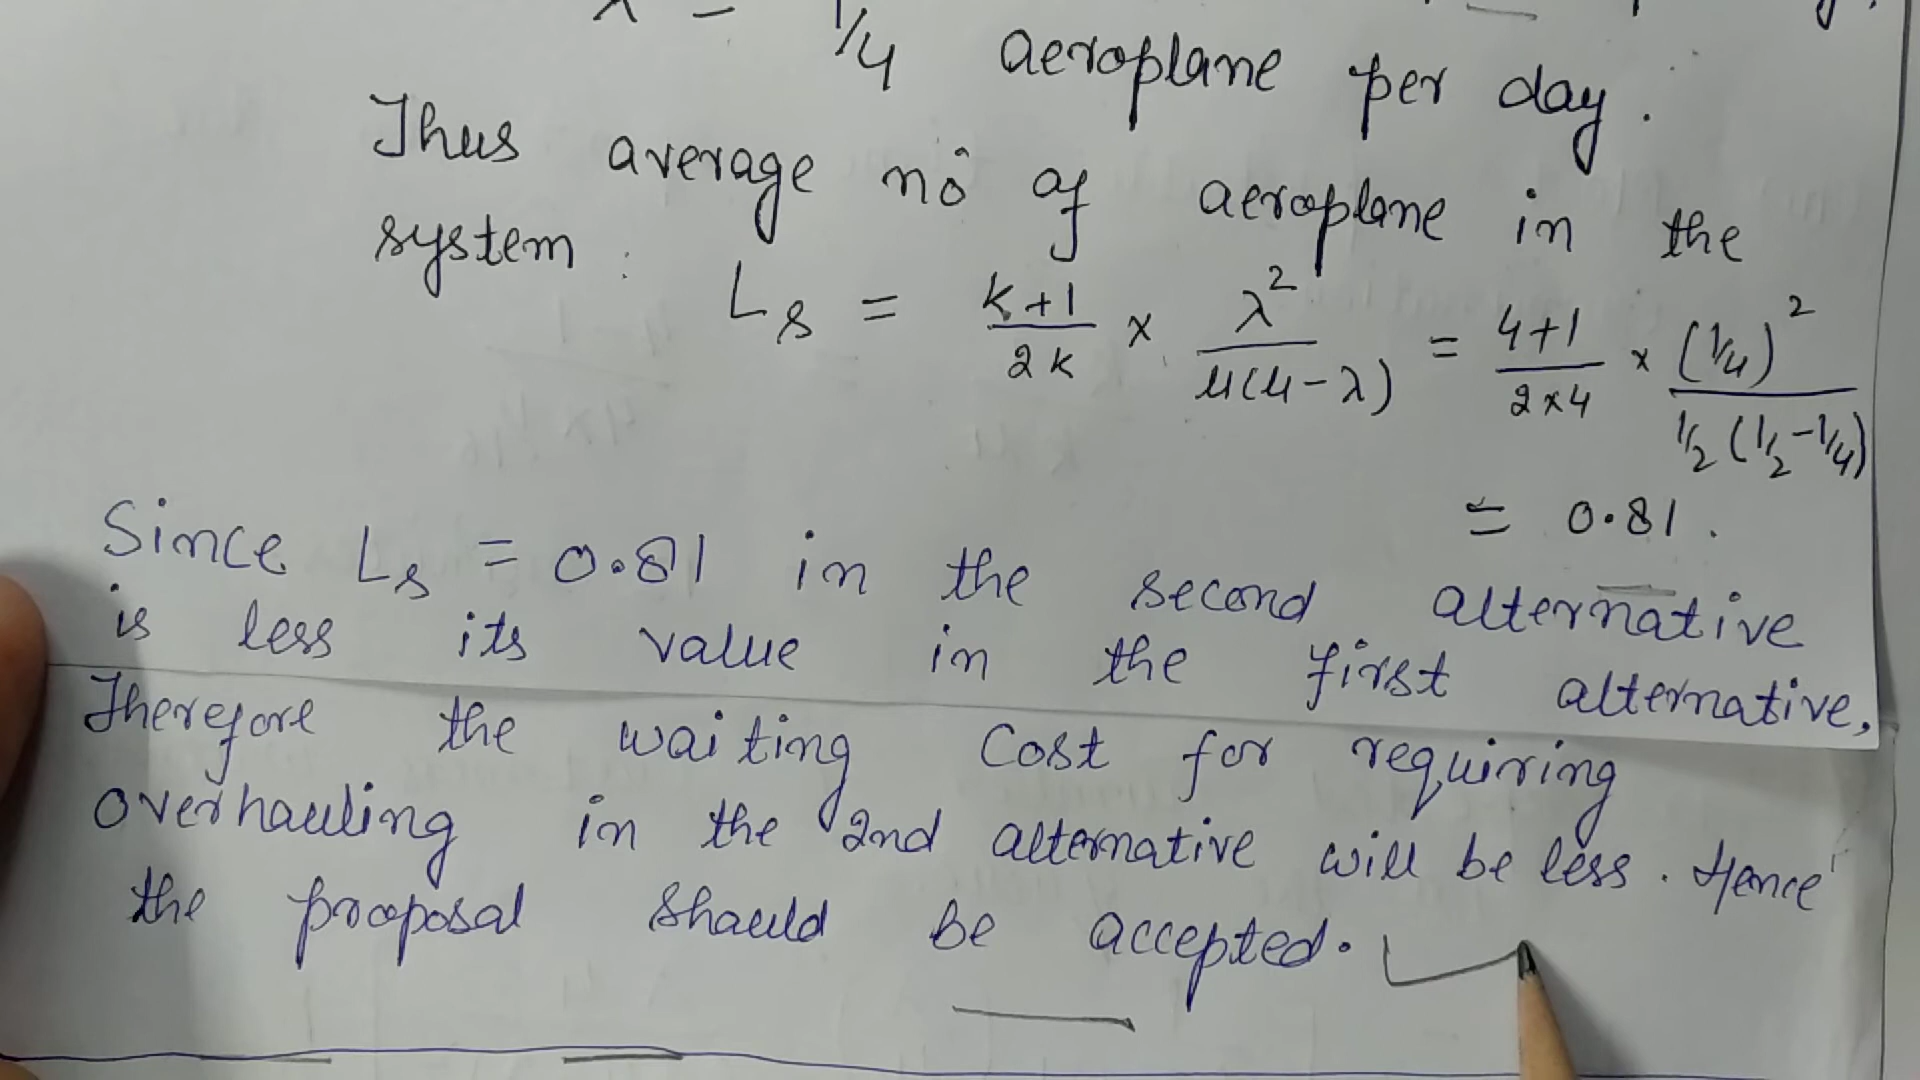 λ = 1/4 aeroplane per day.
Thus average no of aeroplane in the
system: Ls = k+1/2k × λ²/μ(μ-λ) = 4+1/2×4 × (1/4)²/1/2(1/2-1/4)
= 0.81.
Since Ls = 0.81 in the second alternative
is less its value in the first alternative,
Therefore the waiting cost for requiring
overhauling in the 2nd alternative will be less. Hence
the proposal should be accepted.